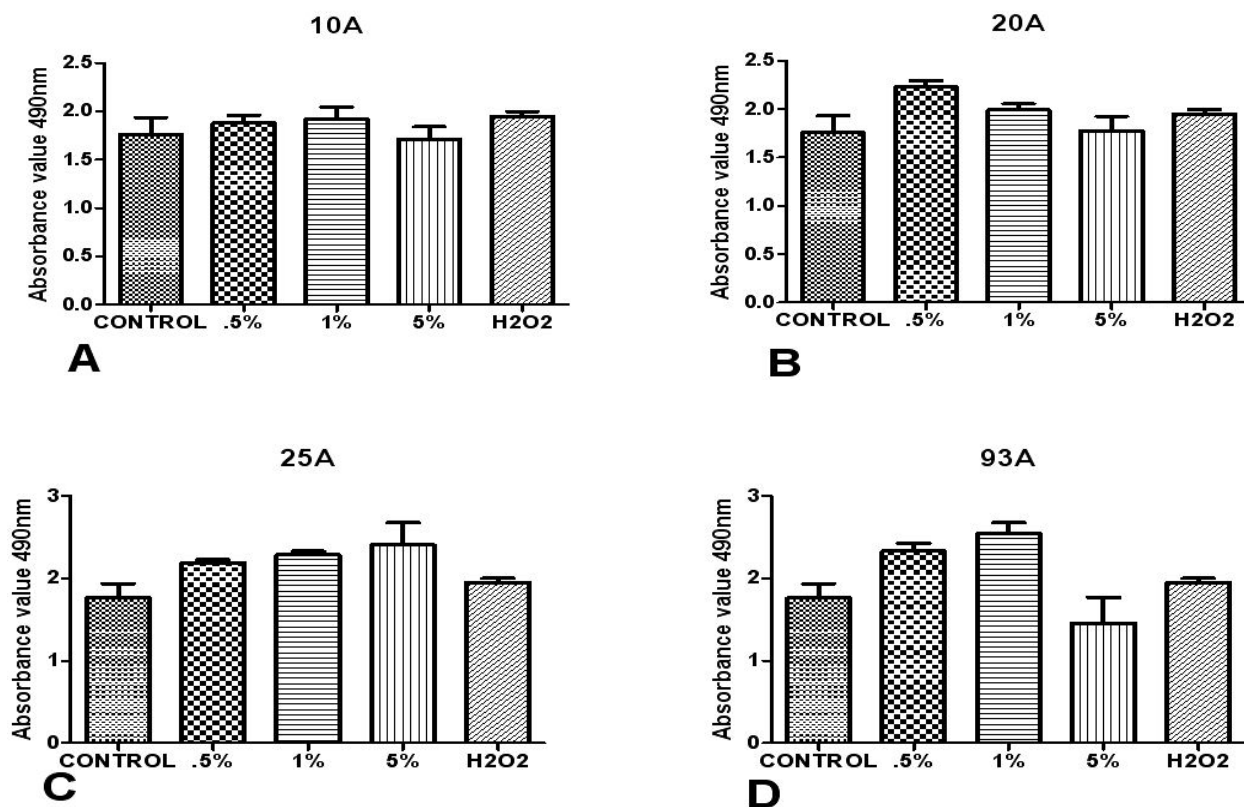 10A
Absorbance value 490nm
2.5
2.0
1.5
1.0
0.5
0.0
CONTROL .5% 1% 5% H2O2
A
20A
Absorbance value 490nm
2.5
2.0
1.5
1.0
0.5
0.0
CONTROL .5% 1% 5% H2O2
B
25A
Absorbance value 490nm
3
2
1
0
CONTROL .5% 1% 5% H2O2
C
93A
Absorbance value 490nm
3
2
1
0
CONTROL .5% 1% 5% H2O2
D